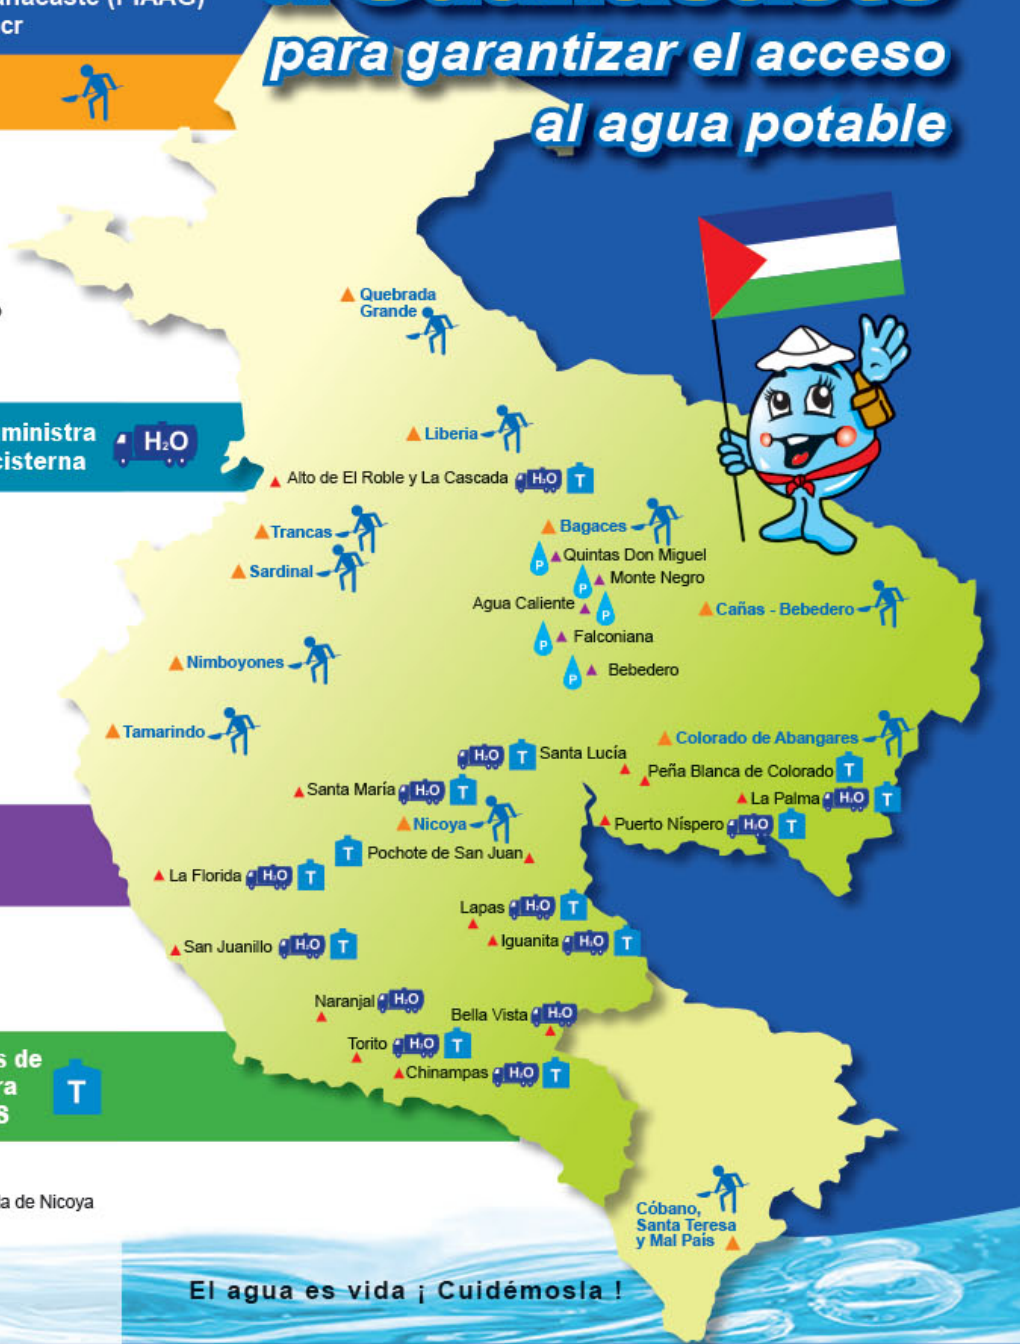 cr
para garantizar el acceso
al agua potable
Quebrada
Grande
ministra
cisterna
H₂O
Liberia
Alto de El Roble y La Cascada H₂O T
Trancas
Bagaces
Sardinal
P Quintas Don Miguel
P Monte Negro
Agua Caliente P
Cañas - Bebedero
P Falconiana
Nimboyones
P Bebedero
Tamarindo
Colorado de Abangares
H₂O T Santa Lucía
Peña Blanca de Colorado T
Santa María H₂O T
La Palma H₂O T
Nicoya
Puerto Níspero H₂O T
T Pochote de San Juan
La Florida H₂O T
Lapas H₂O T
Iguanita H₂O T
San Juanillo H₂O T
Naranjal H₂O
Bella Vista H₂O
Torito H₂O T
Chinampas H₂O T
s de
ra
S
T
a de Nicoya
Cóbano,
Santa Teresa
y Mal País
El agua es vida ¡ Cuidémosla !